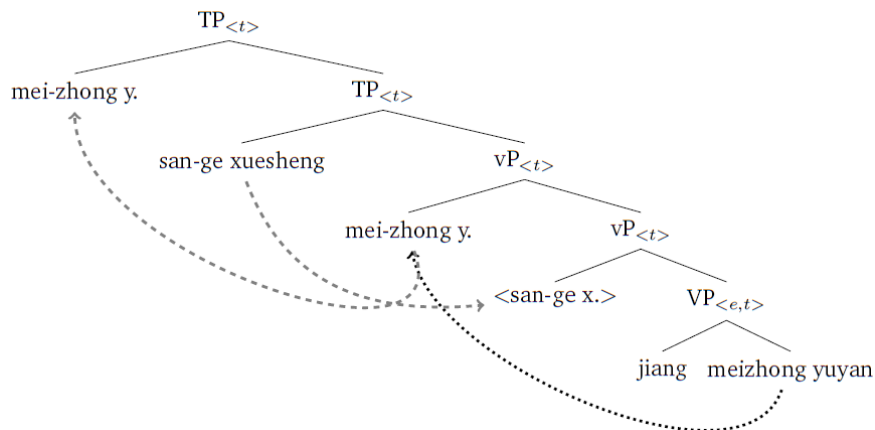 TP<t>
mei-zhong y.
TP<t>
san-ge xuesheng
vP<t>
mei-zhong y.
vP<t>
<san-ge x.>
VP<e,t>
jiang
meizhong yuyan